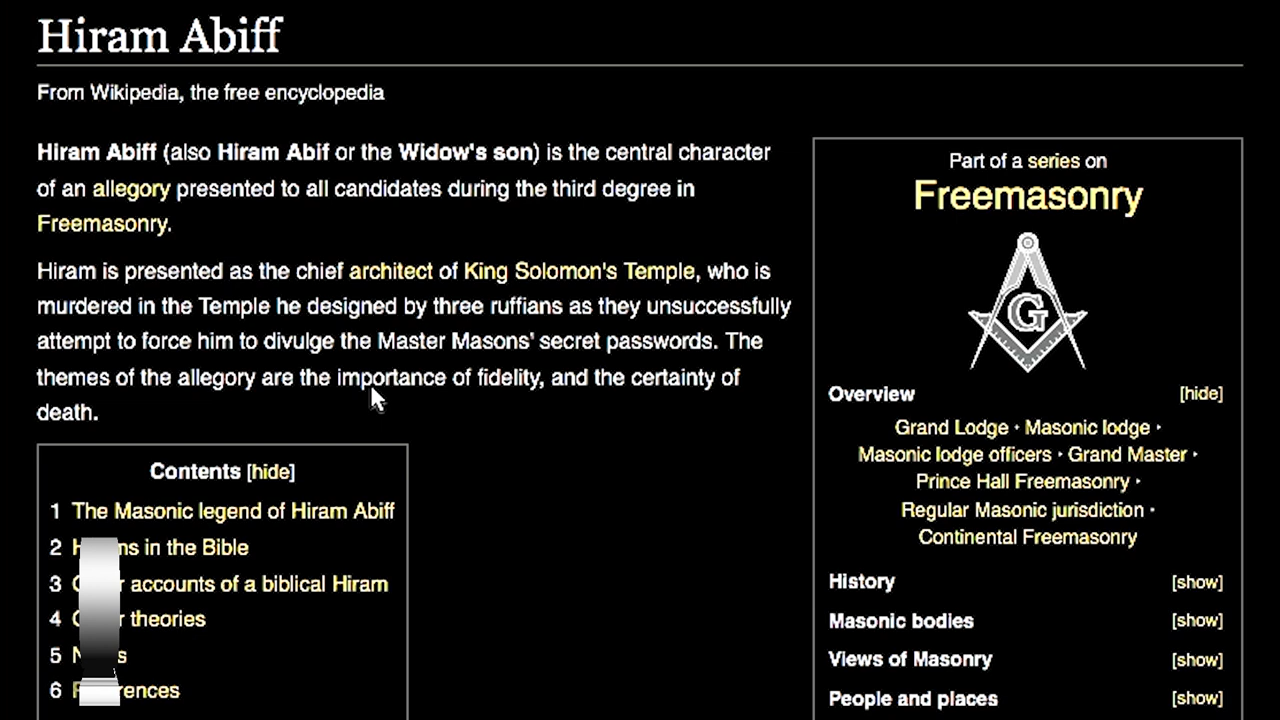 Hiram Abiff
From Wikipedia, the free encyclopedia
Hiram Abiff (also Hiram Abif or the Widow's son) is the central character
of an allegory presented to all candidates during the third degree in
Freemasonry.
Hiram is presented as the chief architect of King Solomon's Temple, who is
murdered in the Temple he designed by three ruffians as they unsuccessfully
attempt to force him to divulge the Master Masons' secret passwords. The
themes of the allegory are the importance of fidelity, and the certainty of
death.
Contents [hide]
1 The Masonic legend of Hiram Abiff
2 in the Bible
3 accounts of a biblical Hiram
4 theories
5
6
Part of a series on
Freemasonry
G
Overview [hide]
Grand Lodge • Masonic lodge •
Masonic lodge officers • Grand Master •
Prince Hall Freemasonry •
Regular Masonic jurisdiction •
Continental Freemasonry
History [show]
Masonic bodies [show]
Views of Masonry [show]
People and places [show]